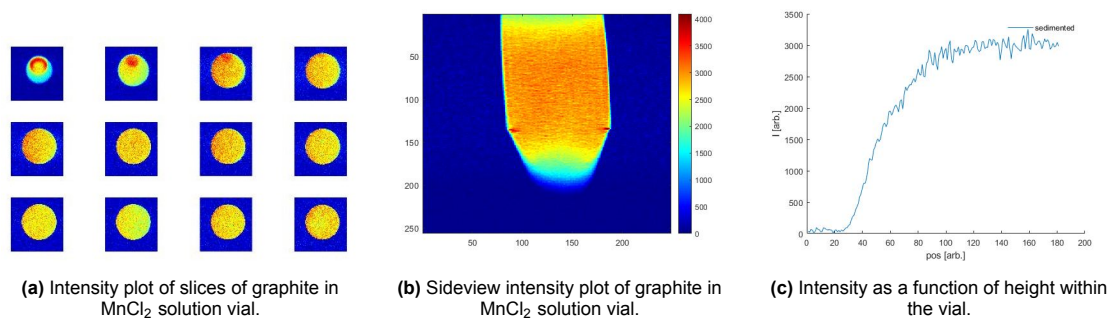 50
100
150
200
250
50
100
150
200
4000
3500
3000
2500
2000
1500
1000
500
0
3500
3000
2500
2000
1500
1000
500
0
I [arb.]
0 20 40 60 80 100 120 140 160 180 200
pos [arb.]
sedimented
(a) Intensity plot of slices of graphite in
MnCl₂ solution vial.
(b) Sideview intensity plot of graphite in
MnCl₂ solution vial.
(c) Intensity as a function of height within
the vial.